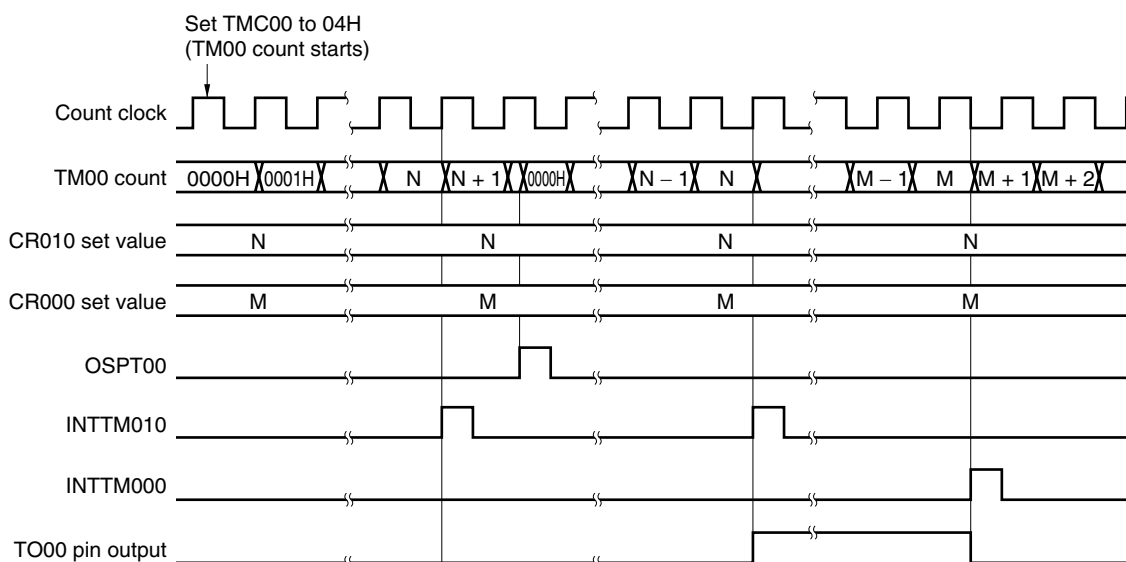 Set TMC00 to 04H
(TM00 count starts)
Count clock
TM00 count 0000H 0001H N N + 1 0000H N − 1 N M − 1 M M + 1 M + 2
CR010 set value N N N N
CR000 set value M M M M
OSPT00
INTTM010
INTTM000
TO00 pin output